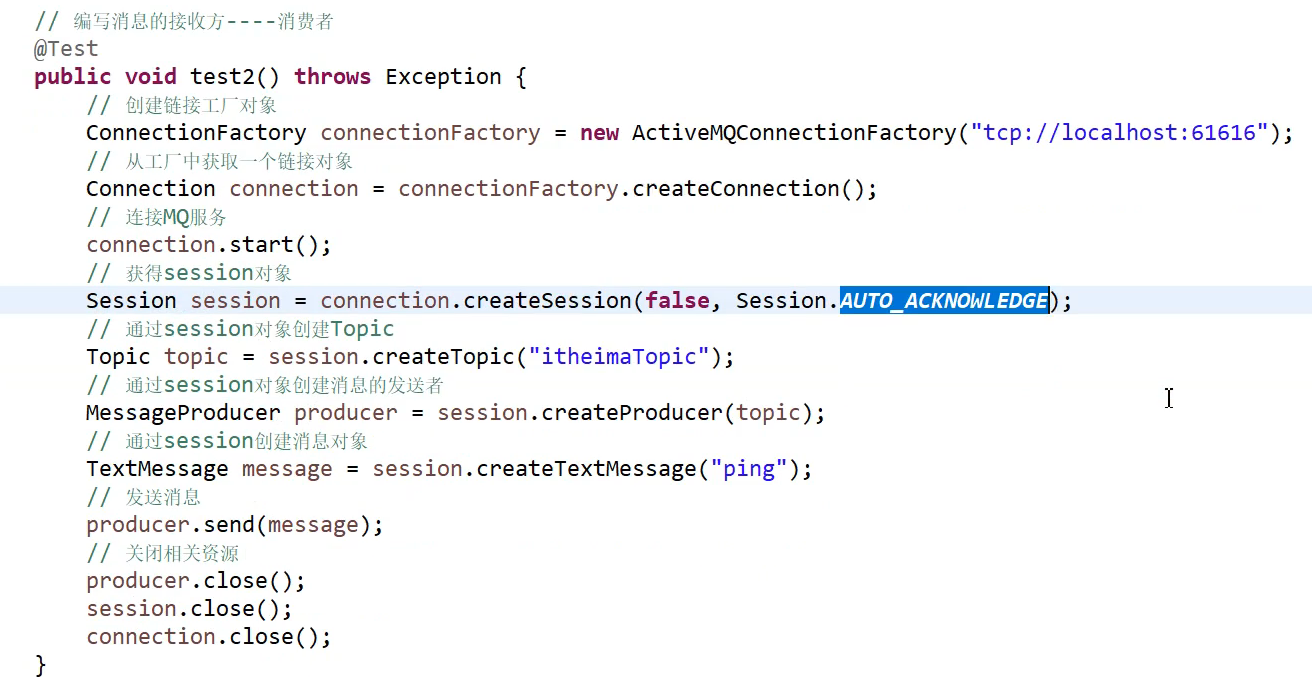 // 编写消息的接收方----消费者
@Test
public void test2() throws Exception {
// 创建链接工厂对象
ConnectionFactory connectionFactory = new ActiveMQConnectionFactory("tcp://localhost:61616");
// 从工厂中获取一个链接对象
Connection connection = connectionFactory.createConnection();
// 连接MQ服务
connection.start();
// 获得session对象
Session session = connection.createSession(false, Session.AUTO_ACKNOWLEDGE);
// 通过session对象创建Topic
Topic topic = session.createTopic("itheimaTopic");
// 通过session对象创建消息的发送者
MessageProducer producer = session.createProducer(topic);
// 通过session创建消息对象
TextMessage message = session.createTextMessage("ping");
// 发送消息
producer.send(message);
// 关闭相关资源
producer.close();
session.close();
connection.close();
}